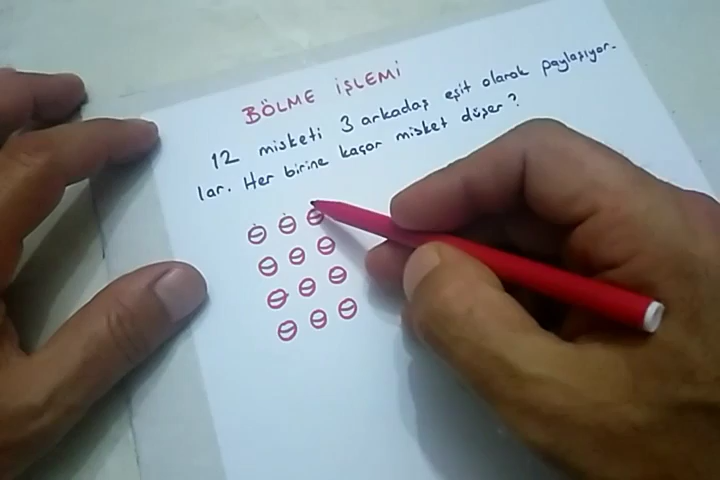 BÖLME İŞLEMİ
12 misketi 3 arkadaş eşit olarak paylaşıyor-
lar. Her birine kaçar misket düşer?